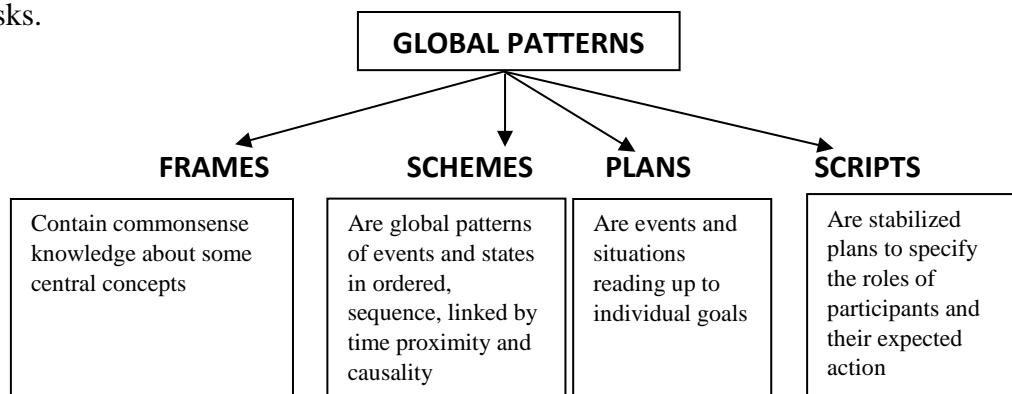 sks.
GLOBAL PATTERNS
FRAMES
SCHEMES
PLANS
SCRIPTS
Contain commonsense
knowledge about some
central concepts
Are global patterns
of events and states
in ordered,
sequence, linked by
time proximity and
causality
Are events and
situations
reading up to
individual goals
Are stabilized
plans to specify
the roles of
participants and
their expected
action